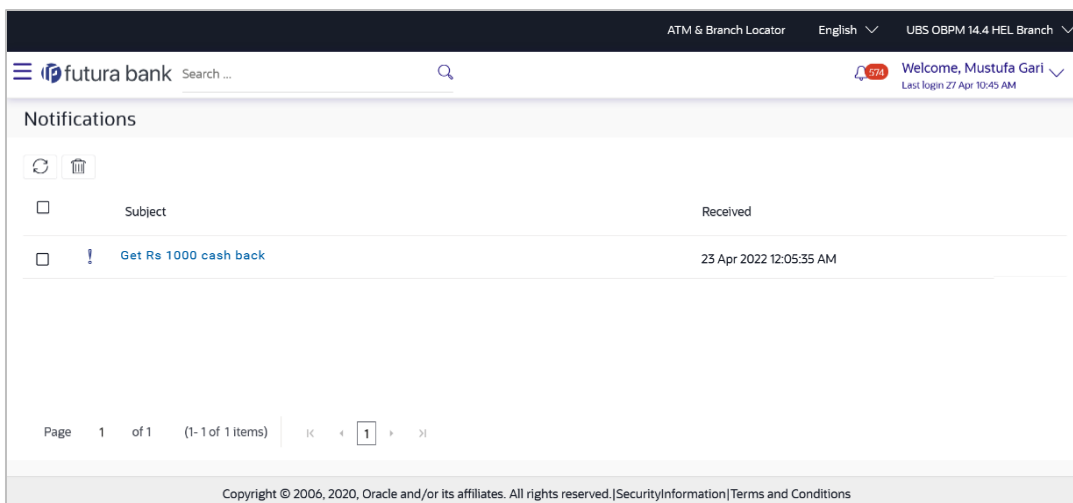 ATM & Branch Locator English UBS OBPM 14.4 HEL Branch
futura bank Search ... 574 Welcome, Mustufa Gari
Last login 27 Apr 10:45 AM
Notifications
Subject Received
! Get Rs 1000 cash back 23 Apr 2022 12:05:35 AM
Page 1 of 1 (1-1 of 1 items) 1
Copyright © 2006, 2020, Oracle and/or its affiliates. All rights reserved.|SecurityInformation|Terms and Conditions